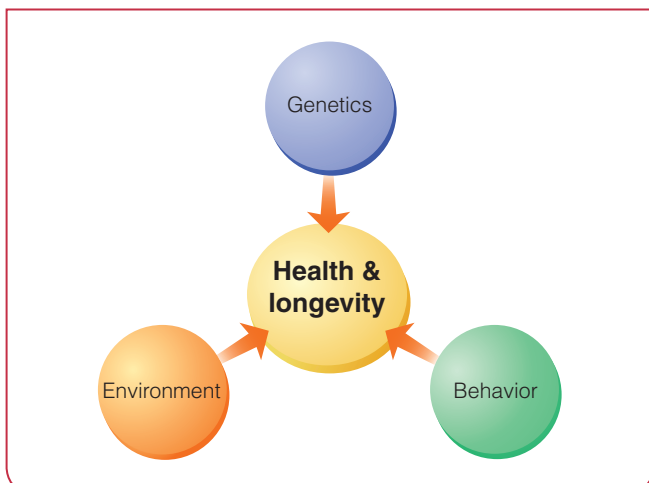 Genetics
Health &
longevity
Environment
Behavior